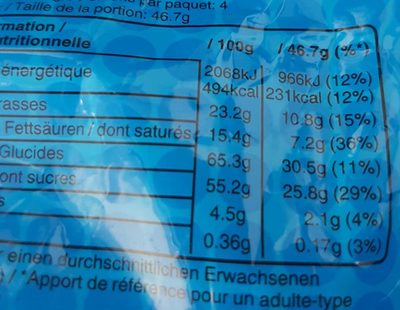 par paquet: 4
/ Taille de la portion: 46.7g
rmation /
utritionnelle / 100g / 46.7g (%*)
énergétique 2068kJ 966kJ (12%)
494kcal 231kcal (12%)
rasses 23.2g 10.8g (15%)
Fettsäuren / dont saturés 15.4g 7.2g (36%)
Glucides 65.3g 30.5g (11%)
ont sucres 55.2g 25.8g (29%)
s 4.5g 2.1g (4%)
0.36g 0.17g (3%)
einen durchschnittlichen Erwachsenen
/ *Apport de référence pour un adulte-type